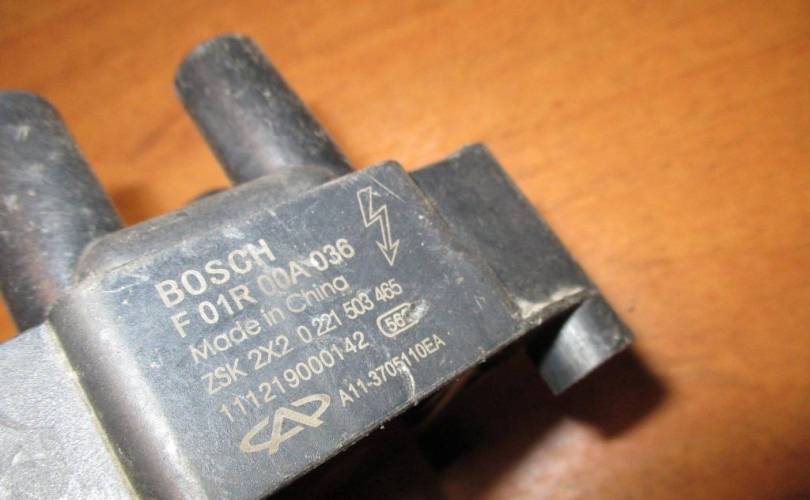 BOSCH
F 01R 00A 036
Made in China
ZSK 2X2 0 221 503 465
111219000142
A11-3705110EA